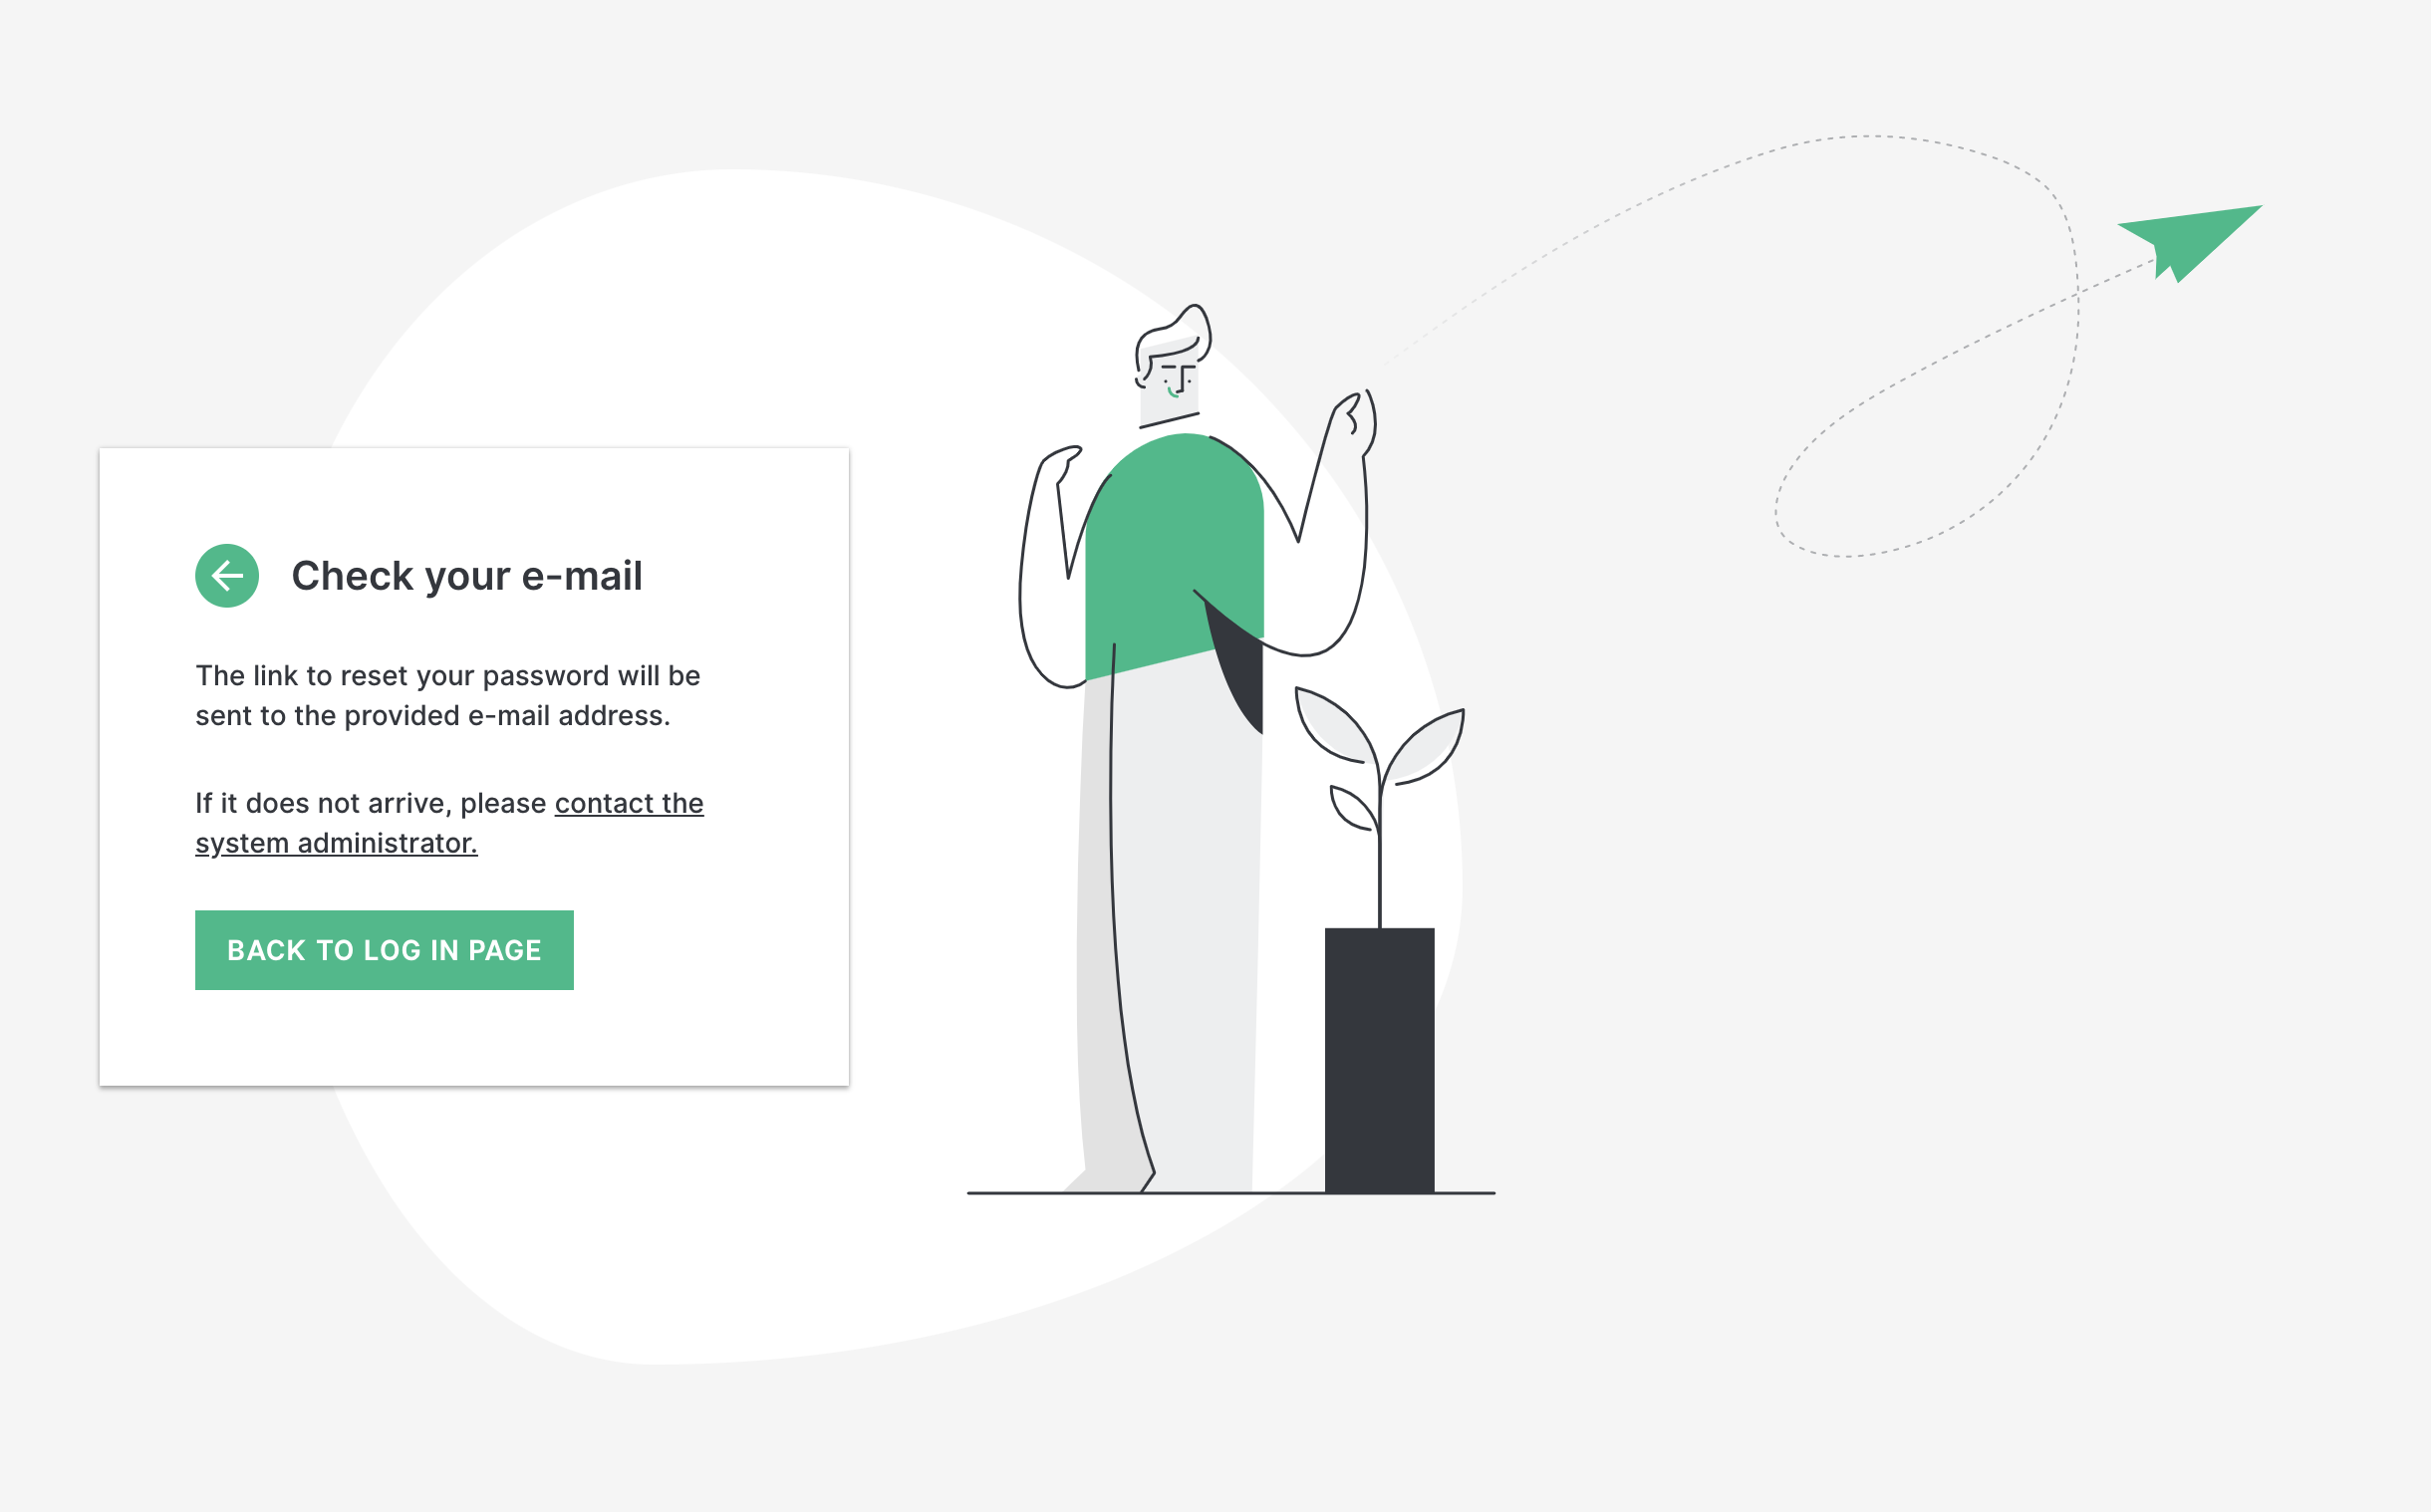 Check your e-mail
The link to reset your password will be
sent to the provided e-mail address.
If it does not arrive, please contact the
system administrator.
BACK TO LOG IN PAGE